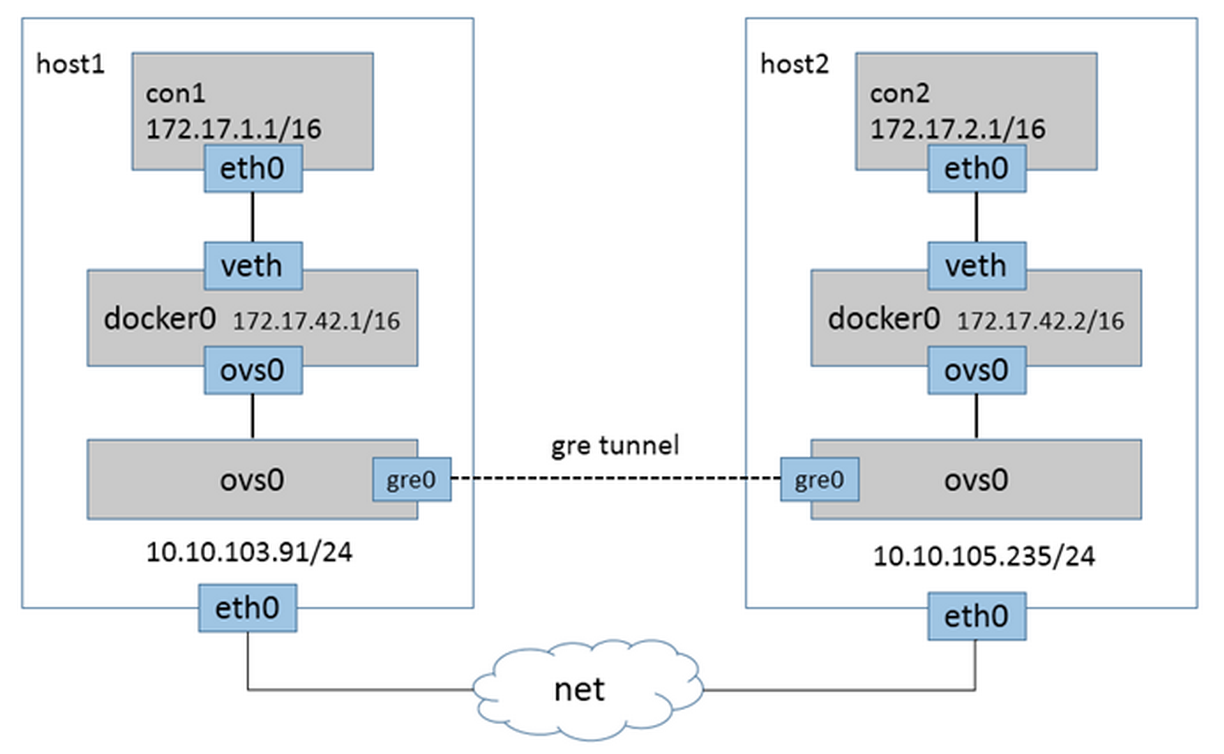 host1
con1
172.17.1.1/16
eth0
veth
docker0 172.17.42.1/16
ovs0
ovs0
gre0
10.10.103.91/24
eth0
gre tunnel
host2
con2
172.17.2.1/16
eth0
veth
docker0 172.17.42.2/16
ovs0
gre0
ovs0
10.10.105.235/24
eth0
net